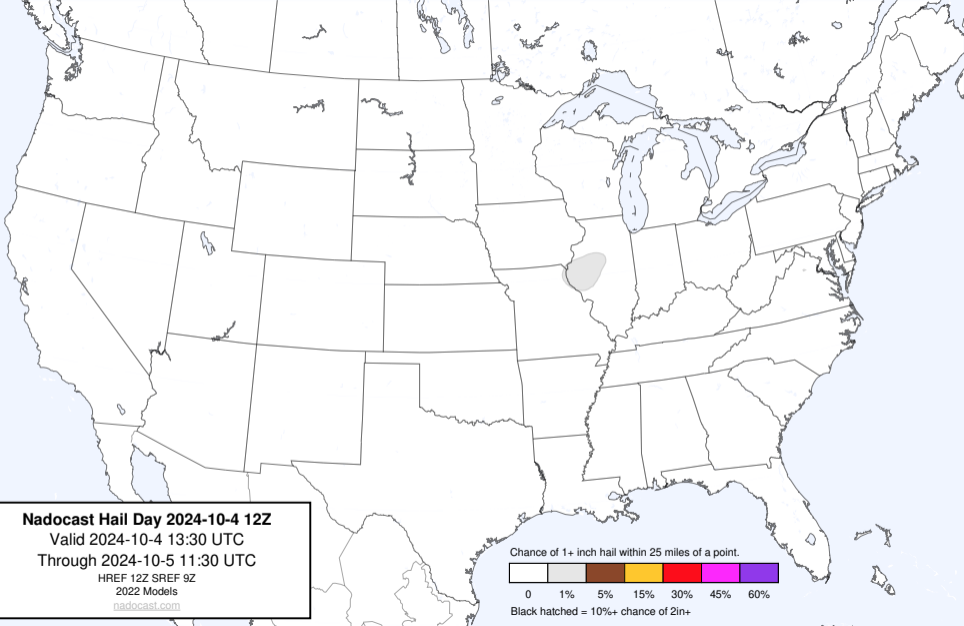 Nadocast Hail Day 2024-10-4 12Z
Valid 2024-10-4 13:30 UTC
Through 2024-10-5 11:30 UTC
HREF 12Z SREF 9Z
2022 Models
nadocast.com
Chance of 1+ inch hail within 25 miles of a point.
0 1% 5% 15% 30% 45% 60%
Black hatched = 10%+ chance of 2in+